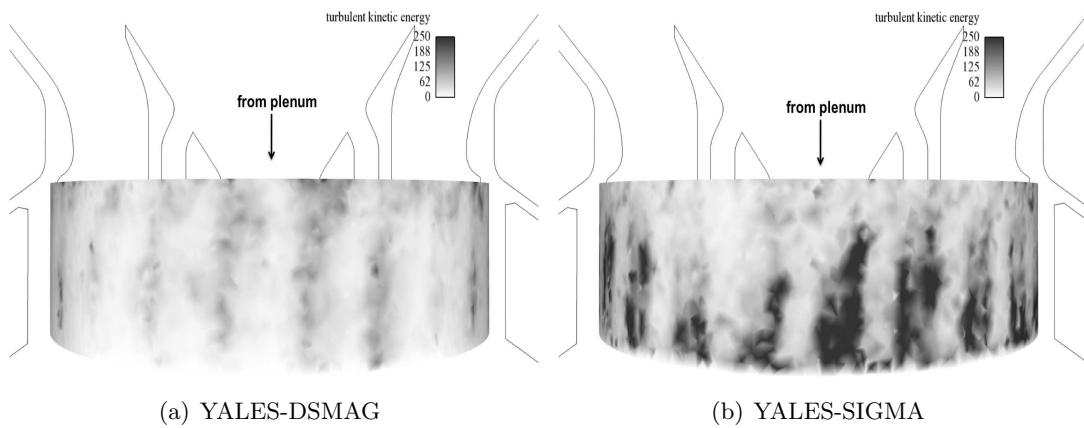 turbulent kinetic energy
250
188
125
62
0
from plenum
(a) YALES-DSMAG
turbulent kinetic energy
250
188
125
62
0
from plenum
(b) YALES-SIGMA